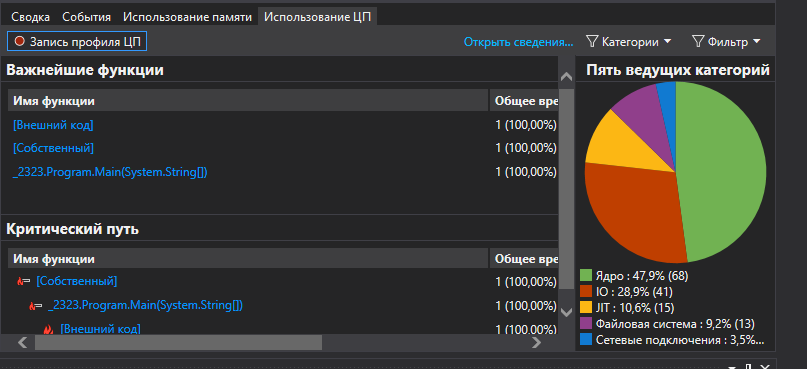 Сводка События Использование памяти Использование ЦП
Запись профиля ЦП Открыть сведения... Категории Фильтр
Важнейшие функции
Имя функции Общее вре
[Внешний код] 1 (100,00%)
[Собственный] 1 (100,00%)
_2323.Program.Main(System.String[]) 1 (100,00%)
Критический путь
Имя функции Общее вре
[Собственный] 1 (100,00%)
_2323.Program.Main(System.String[]) 1 (100,00%)
[Внешний код] 1 (100,00%)
Пять ведущих категорий
Ядро : 47,9% (68)
IO : 28,9% (41)
JIT : 10,6% (15)
Файловая система : 9,2% (13)
Сетевые подключения : 3,5%...